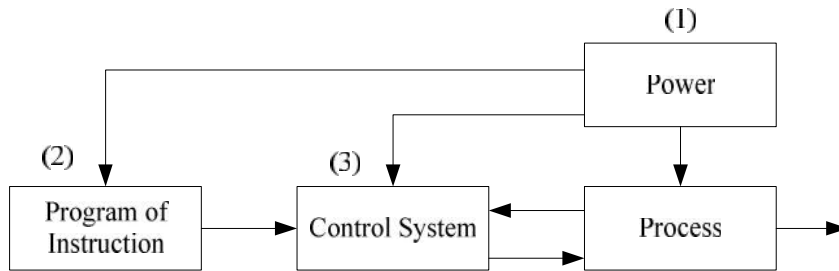 (1)
Power
(2)
(3)
Program of
Instruction
Control System
Process